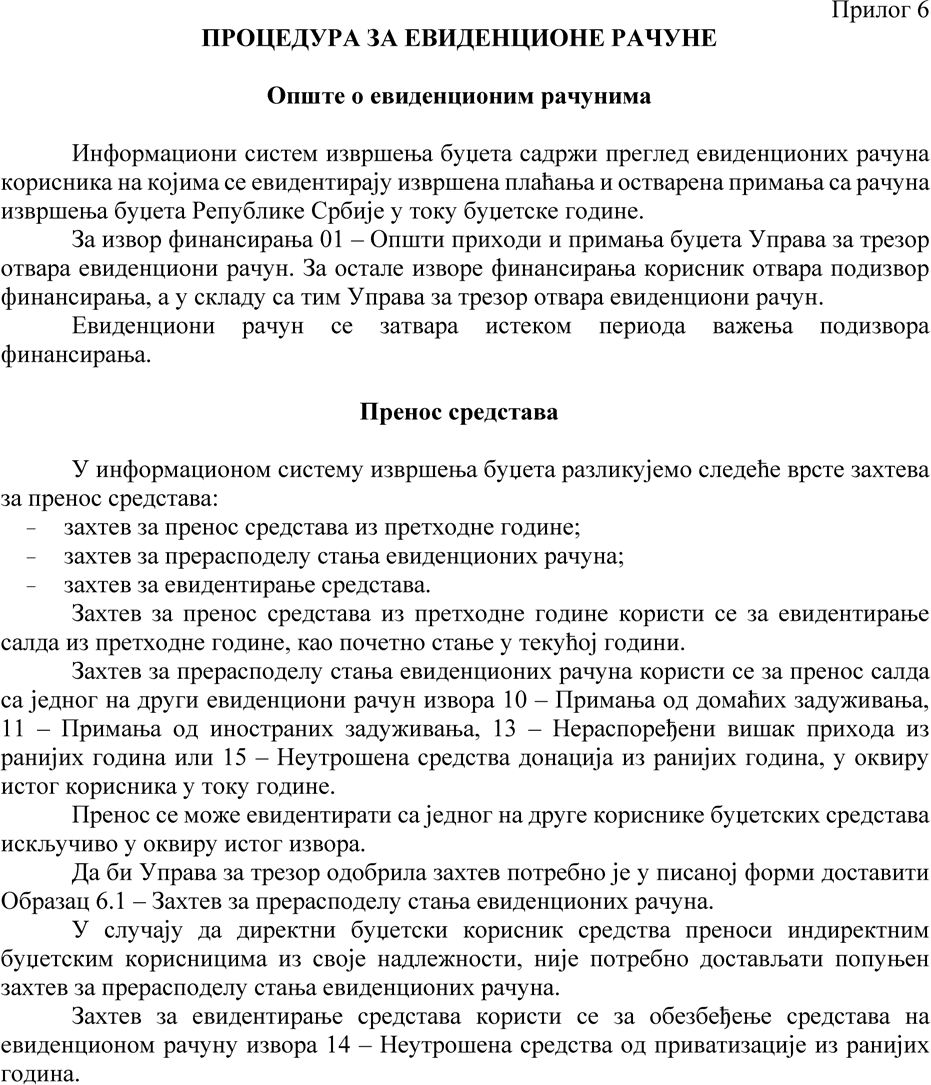 Прилог 6
ПРОЦЕДУРА ЗА ЕВИДЕНЦИОНЕ РАЧУНЕ
Опште о евиденционим рачунима
Информациони систем извршења буџета садржи преглед евиденционих рачуна
корисника на којима се евидентирају извршена плаћања и остварена примања са рачуна
извршења буџета Републике Србије у току буџетске године.
За извор финансирања 01 – Општи приходи и примања буџета Управа за трезор
отвара евиденциони рачун. За остале изворе финансирања корисник отвара подизвор
финансирања, а у складу са тим Управа за трезор отвара евиденциони рачун.
Евиденциони рачун се затвара истеком периода важења подизвора
финансирања.
Пренос средстава
У информационом систему извршења буџета разликујемо следеће врсте захтева
за пренос средстава:
− захтев за пренос средстава из претходне године;
− захтев за прерасподелу стања евиденционих рачуна;
− захтев за евидентирање средстава.
Захтев за пренос средстава из претходне године користи се за евидентирање
салда из претходне године, као почетно стање у текућој години.
Захтев за прерасподелу стања евиденционих рачуна користи се за пренос салда
са једног на други евиденциони рачун извора 10 – Примања од домаћих задуживања,
11 – Примања од иностраних задуживања, 13 – Нераспоређени вишак прихода из
ранијих година или 15 – Неутрошена средства донација из ранијих година, у оквиру
истог корисника у току године.
Пренос се може евидентирати са једног на друге кориснике буџетских средстава
искључиво у оквиру истог извора.
Да би Управа за трезор одобрила захтев потребно је у писаној форми доставити
Образац 6.1 – Захтев за прерасподелу стања евиденционих рачуна.
У случају да директни буџетски корисник средства преноси индиректним
буџетским корисницима из своје надлежности, није потребно достављати попуњен
захтев за прерасподелу стања евиденционих рачуна.
Захтев за евидентирање средстава користи се за обезбеђење средстава на
евиденционом рачуну извора 14 – Неутрошена средства од приватизације из ранијих
година.